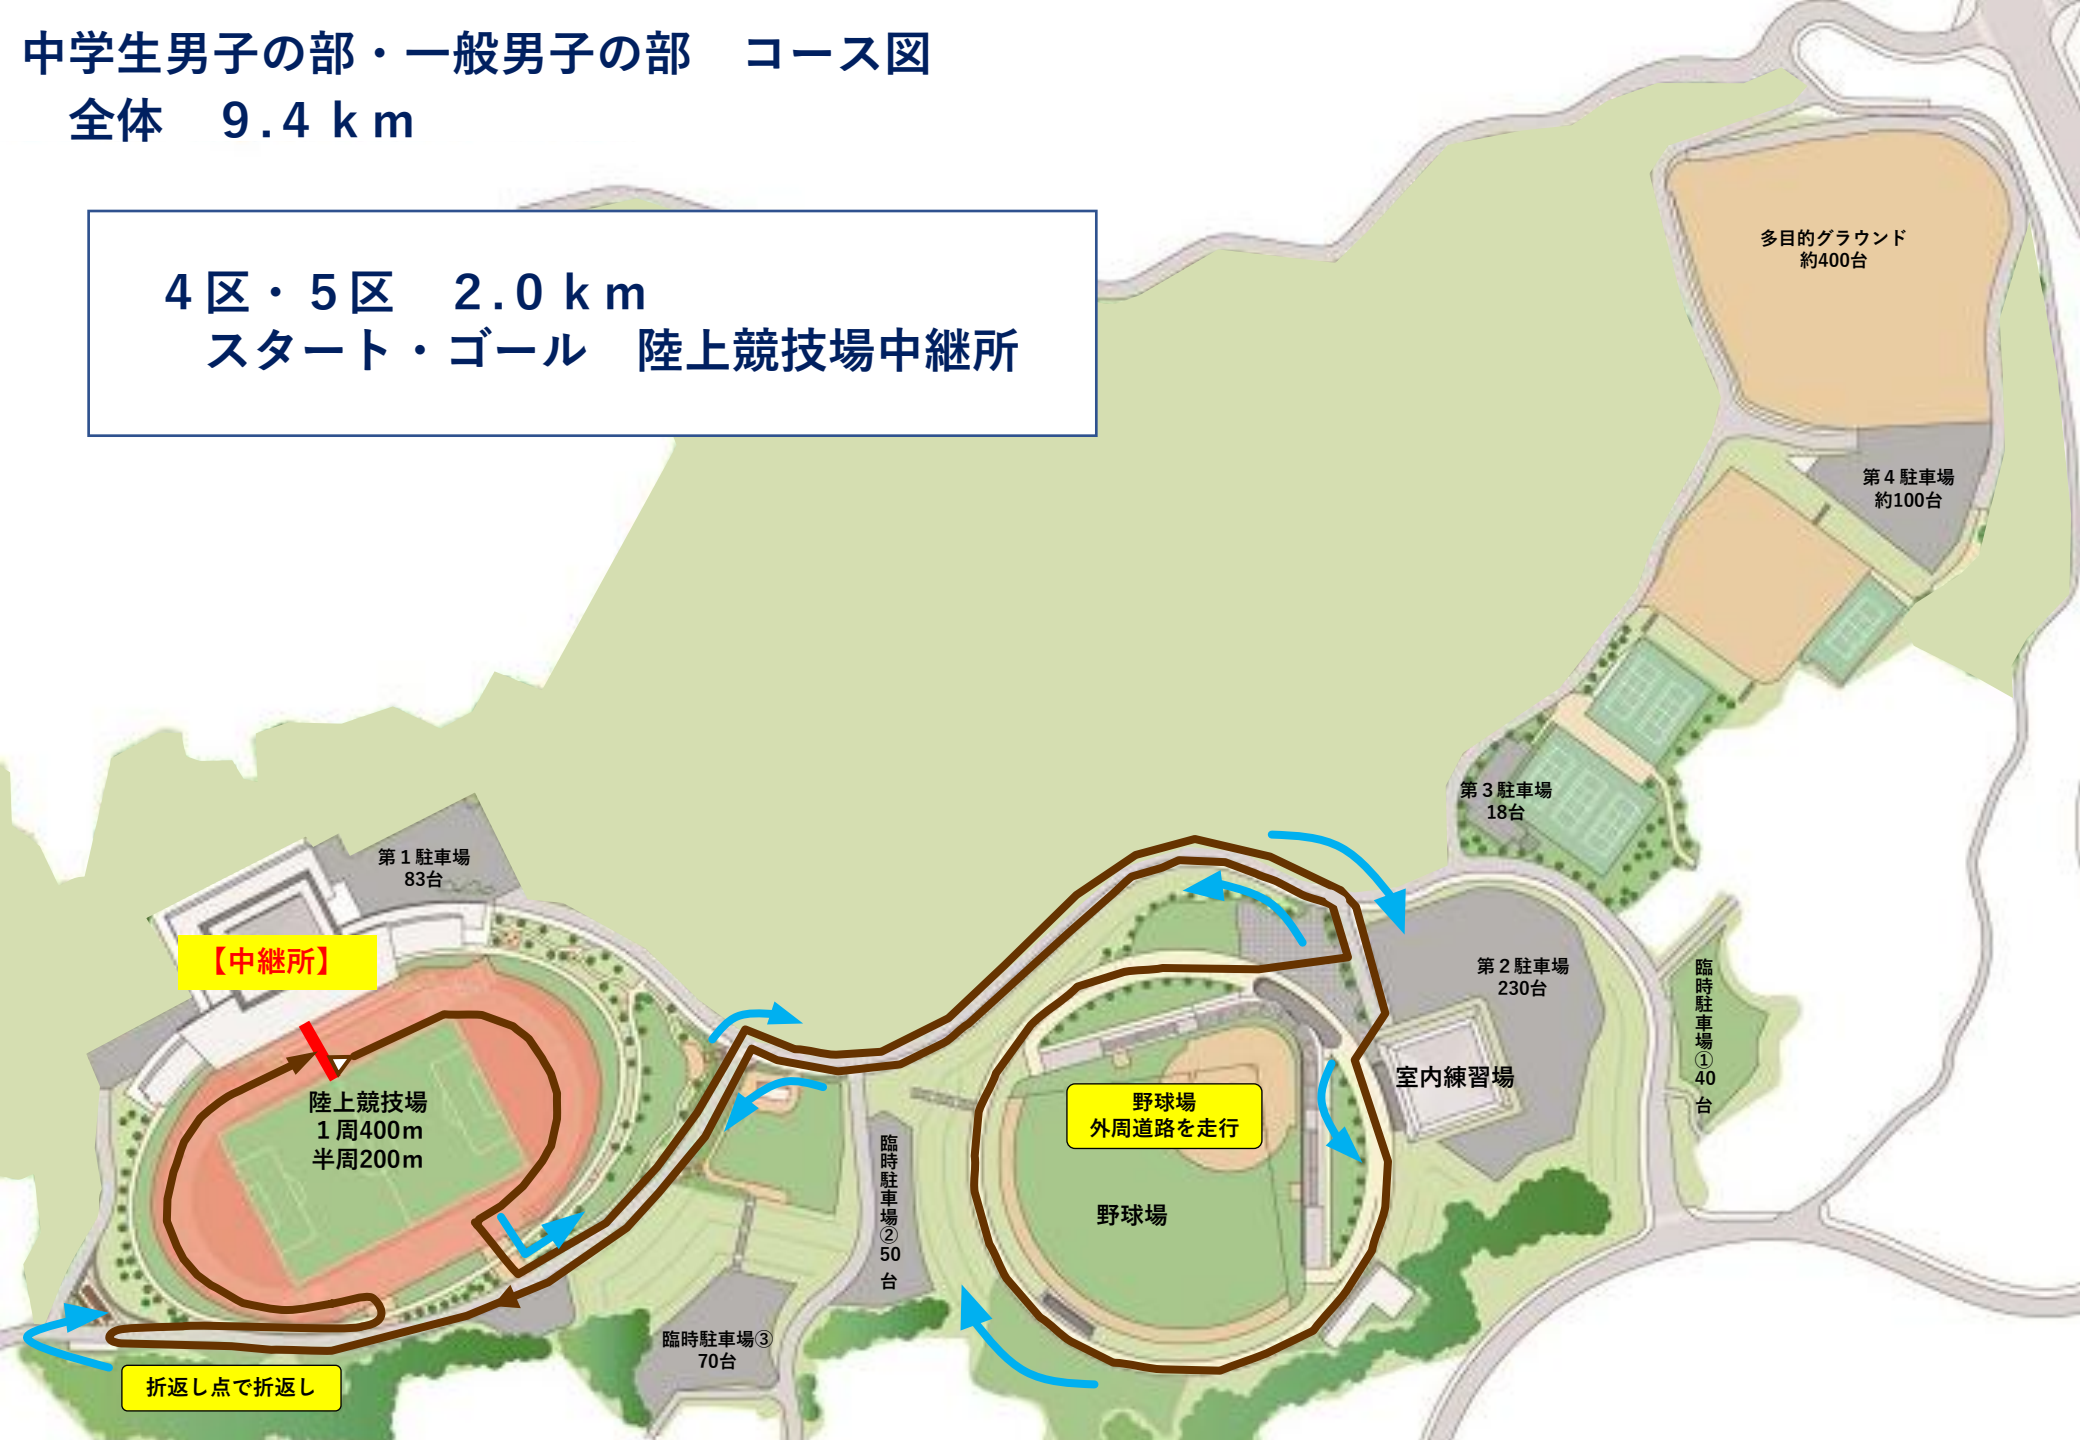 中学生男子の部・一般男子の部　コース図
全体　９.４ｋｍ
４区・５区　２.０ｋｍ
スタート・ゴール　陸上競技場中継所
多目的グラウンド
約400台
第４駐車場
約100台
第３駐車場
18台
第１駐車場
83台
【中継所】
陸上競技場
１周400m
半周200m
第２駐車場
230台
臨時駐車場①40台
室内練習場
野球場
外周道路を走行
野球場
臨時駐車場②50台
臨時駐車場③
70台
折返し点で折返し